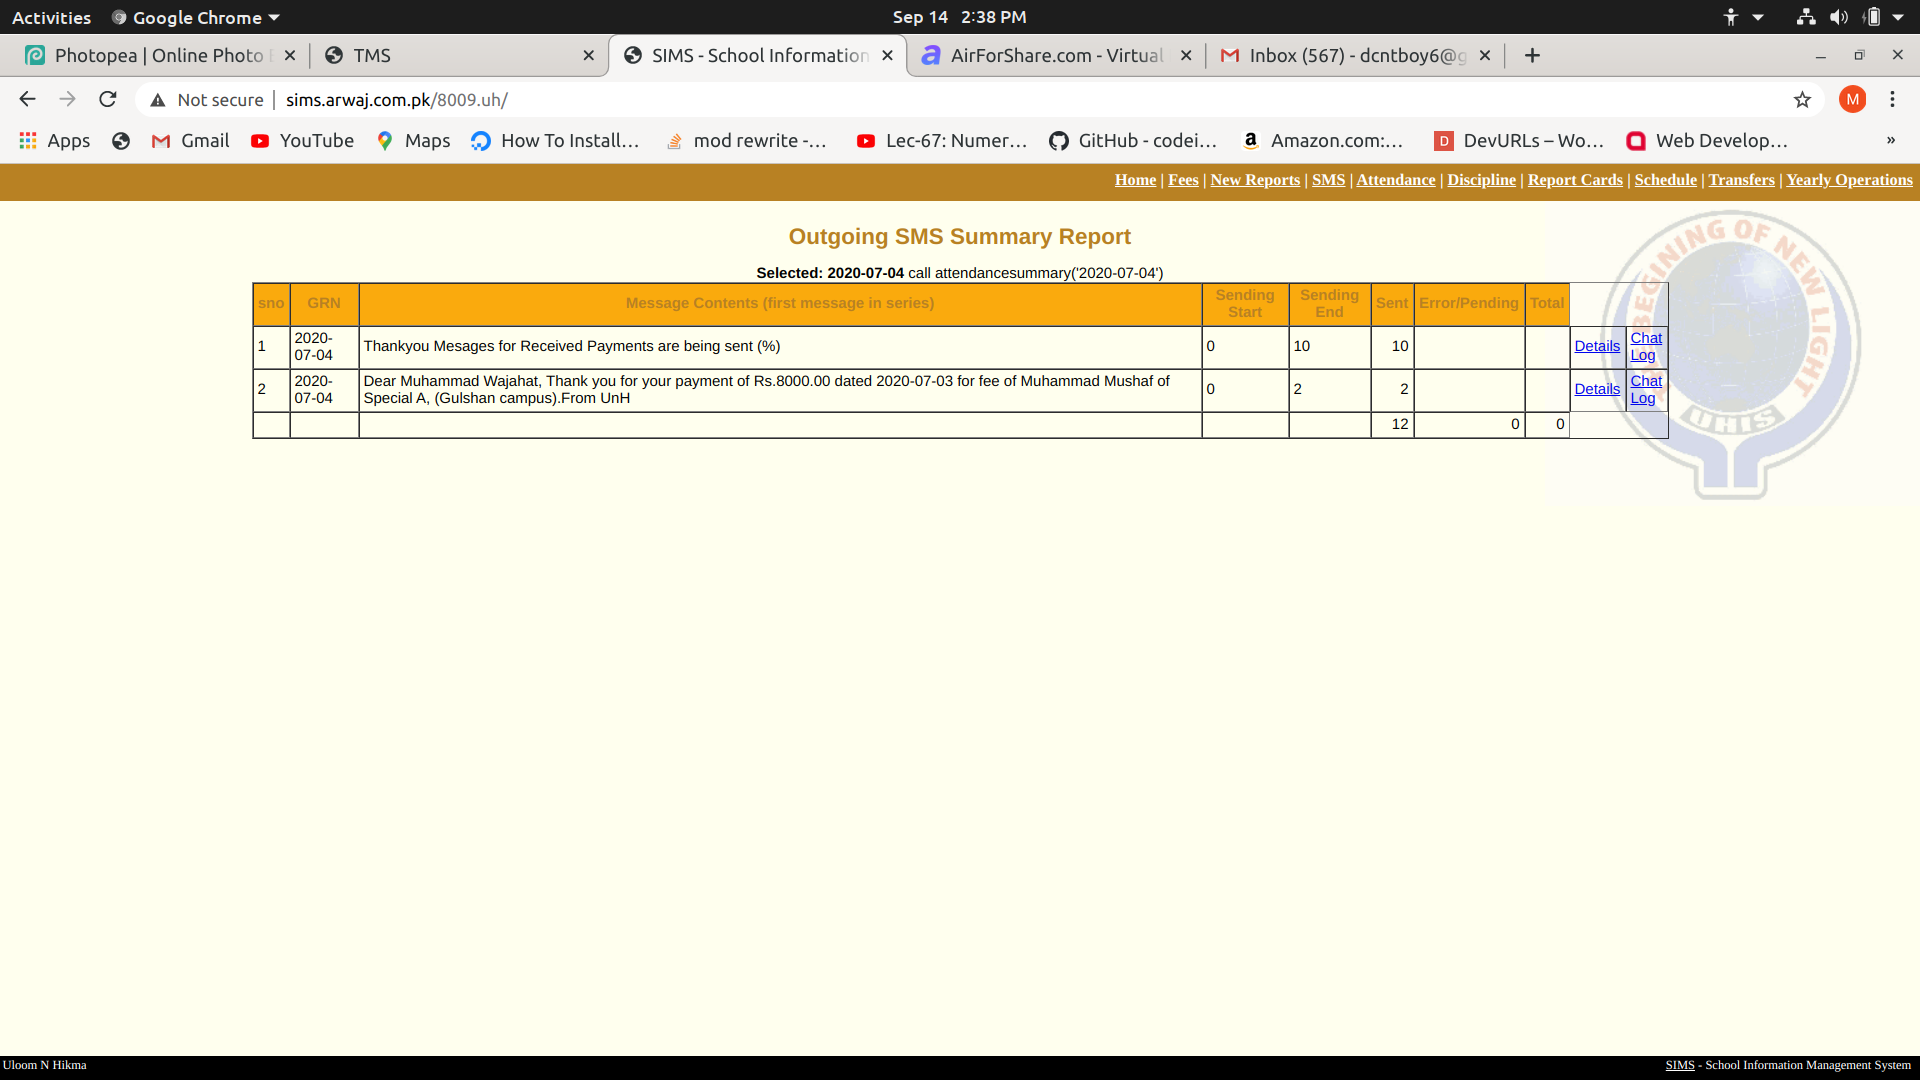 Activities Google Chrome Sep 14 2:38 PM
Photopea | Online Photo E TMS SIMS - School Information AirForShare.com - Virtual Inbox (567) - dcntboy6@g
Not secure sims.arwaj.com.pk/8009.uh/ M
Apps Gmail YouTube Maps How To Install… mod rewrite -… Lec-67: Numer… GitHub - codei… Amazon.com:… DevURLs – Wo… Web Develop… »
Home | Fees | New Reports | SMS | Attendance | Discipline | Report Cards | Schedule | Transfers | Yearly Operations
Outgoing SMS Summary Report
Selected: 2020-07-04 call attendancesummary('2020-07-04')
sno GRN Message Contents (first message in series) Sending Start Sending End Sent Error/Pending Total
1 2020-07-04 Thankyou Mesages for Received Payments are being sent (%) 0 10 10 Details Chat Log
2 2020-07-04 Dear Muhammad Wajahat, Thank you for your payment of Rs.8000.00 dated 2020-07-03 for fee of Muhammad Mushaf of
Special A, (Gulshan campus).From UnH 0 2 2 Details Chat Log
12 0 0
THE BEGINING OF NEW LIGHT
UHIS
Uloom N Hikma SIMS - School Information Management System